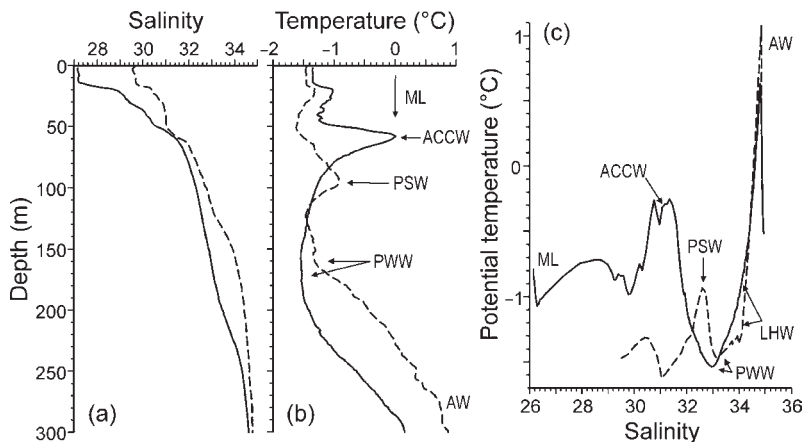 Salinity
27 28 30 32 34
0
50
100
150
200
250
300
Depth (m)
(a)
Temperature (°C)
−2 −1 0 1
ML
ACCW
PSW
PWW
AW
(b)
(c)
1
0
−1
Potential temperature (°C)
AW
ACCW
PSW
ML
LHW
PWW
26 28 30 32 34 36
Salinity